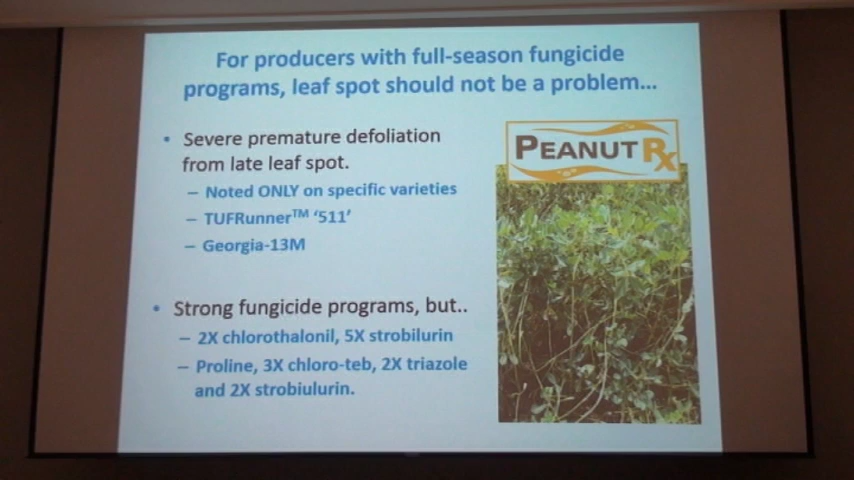 For producers with full-season fungicide
programs, leaf spot should not be a problem...
• Severe premature defoliation
from late leaf spot.
– Noted ONLY on specific varieties
– TUFRunner™ '511'
– Georgia-13M
• Strong fungicide programs, but..
– 2X chlorothalonil, 5X strobilurin
– Proline, 3X chloro-teb, 2X triazole
and 2X strobiulurin.
PEANUT Rx